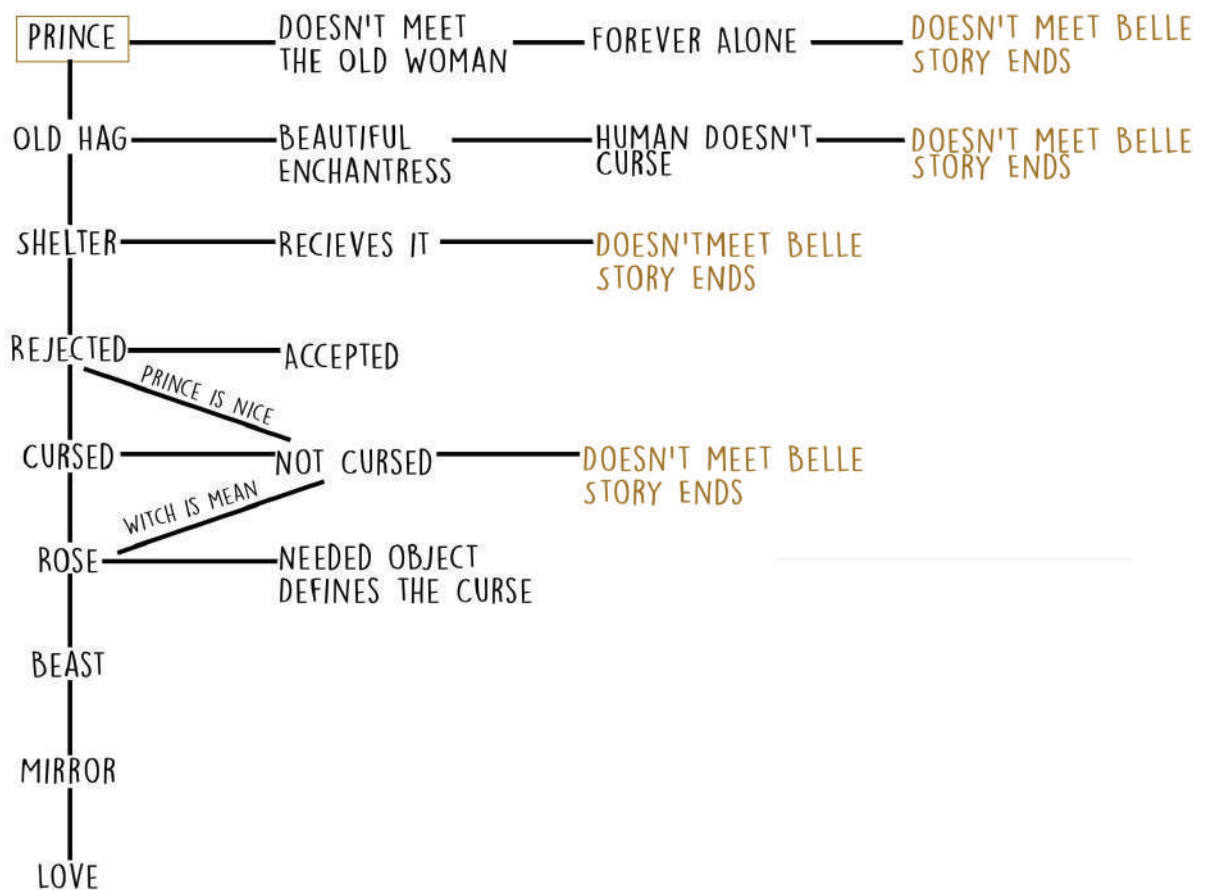 PRINCE
DOESN'T MEET
THE OLD WOMAN
FOREVER ALONE
DOESN'T MEET BELLE
STORY ENDS
OLD HAG
BEAUTIFUL
ENCHANTRESS
HUMAN DOESN'T
CURSE
DOESN'T MEET BELLE
STORY ENDS
SHELTER
RECIEVES IT
DOESN'TMEET BELLE
STORY ENDS
REJECTED
ACCEPTED
PRINCE IS NICE
CURSED
NOT CURSED
DOESN'T MEET BELLE
STORY ENDS
WITCH IS MEAN
ROSE
NEEDED OBJECT
DEFINES THE CURSE
BEAST
MIRROR
LOVE